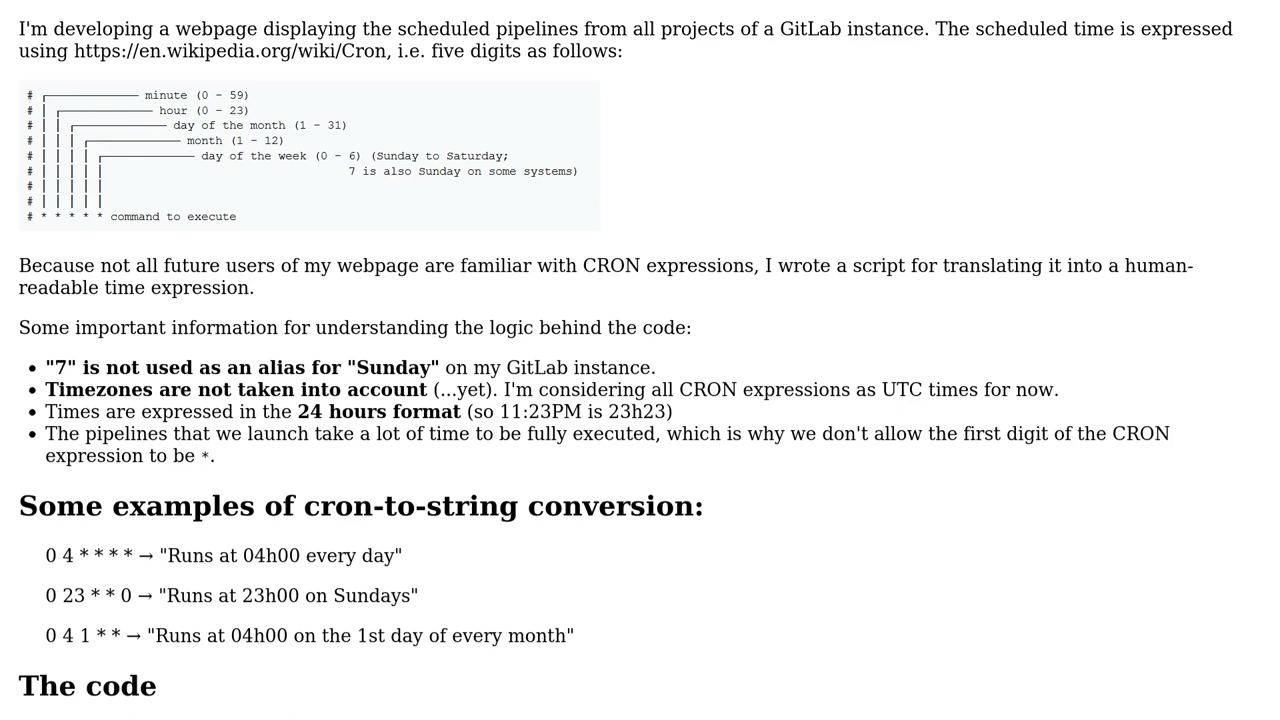 I'm developing a webpage displaying the scheduled pipelines from all projects of a GitLab instance. The scheduled time is expressed
using https://en.wikipedia.org/wiki/Cron, i.e. five digits as follows:
# ┌───────────── minute (0 - 59)
# │ ┌───────────── hour (0 - 23)
# │ │ ┌───────────── day of the month (1 - 31)
# │ │ │ ┌───────────── month (1 - 12)
# │ │ │ │ ┌───────────── day of the week (0 - 6) (Sunday to Saturday;
# │ │ │ │ │ 7 is also Sunday on some systems)
# │ │ │ │ │
# │ │ │ │ │
# * * * * * command to execute
Because not all future users of my webpage are familiar with CRON expressions, I wrote a script for translating it into a human-
readable time expression.
Some important information for understanding the logic behind the code:
• "7" is not used as an alias for "Sunday" on my GitLab instance.
• Timezones are not taken into account (...yet). I'm considering all CRON expressions as UTC times for now.
• Times are expressed in the 24 hours format (so 11:23PM is 23h23)
• The pipelines that we launch take a lot of time to be fully executed, which is why we don't allow the first digit of the CRON
expression to be *.
Some examples of cron-to-string conversion:
0 4 * * * * → "Runs at 04h00 every day"
0 23 * * 0 → "Runs at 23h00 on Sundays"
0 4 1 * * → "Runs at 04h00 on the 1st day of every month"
The code